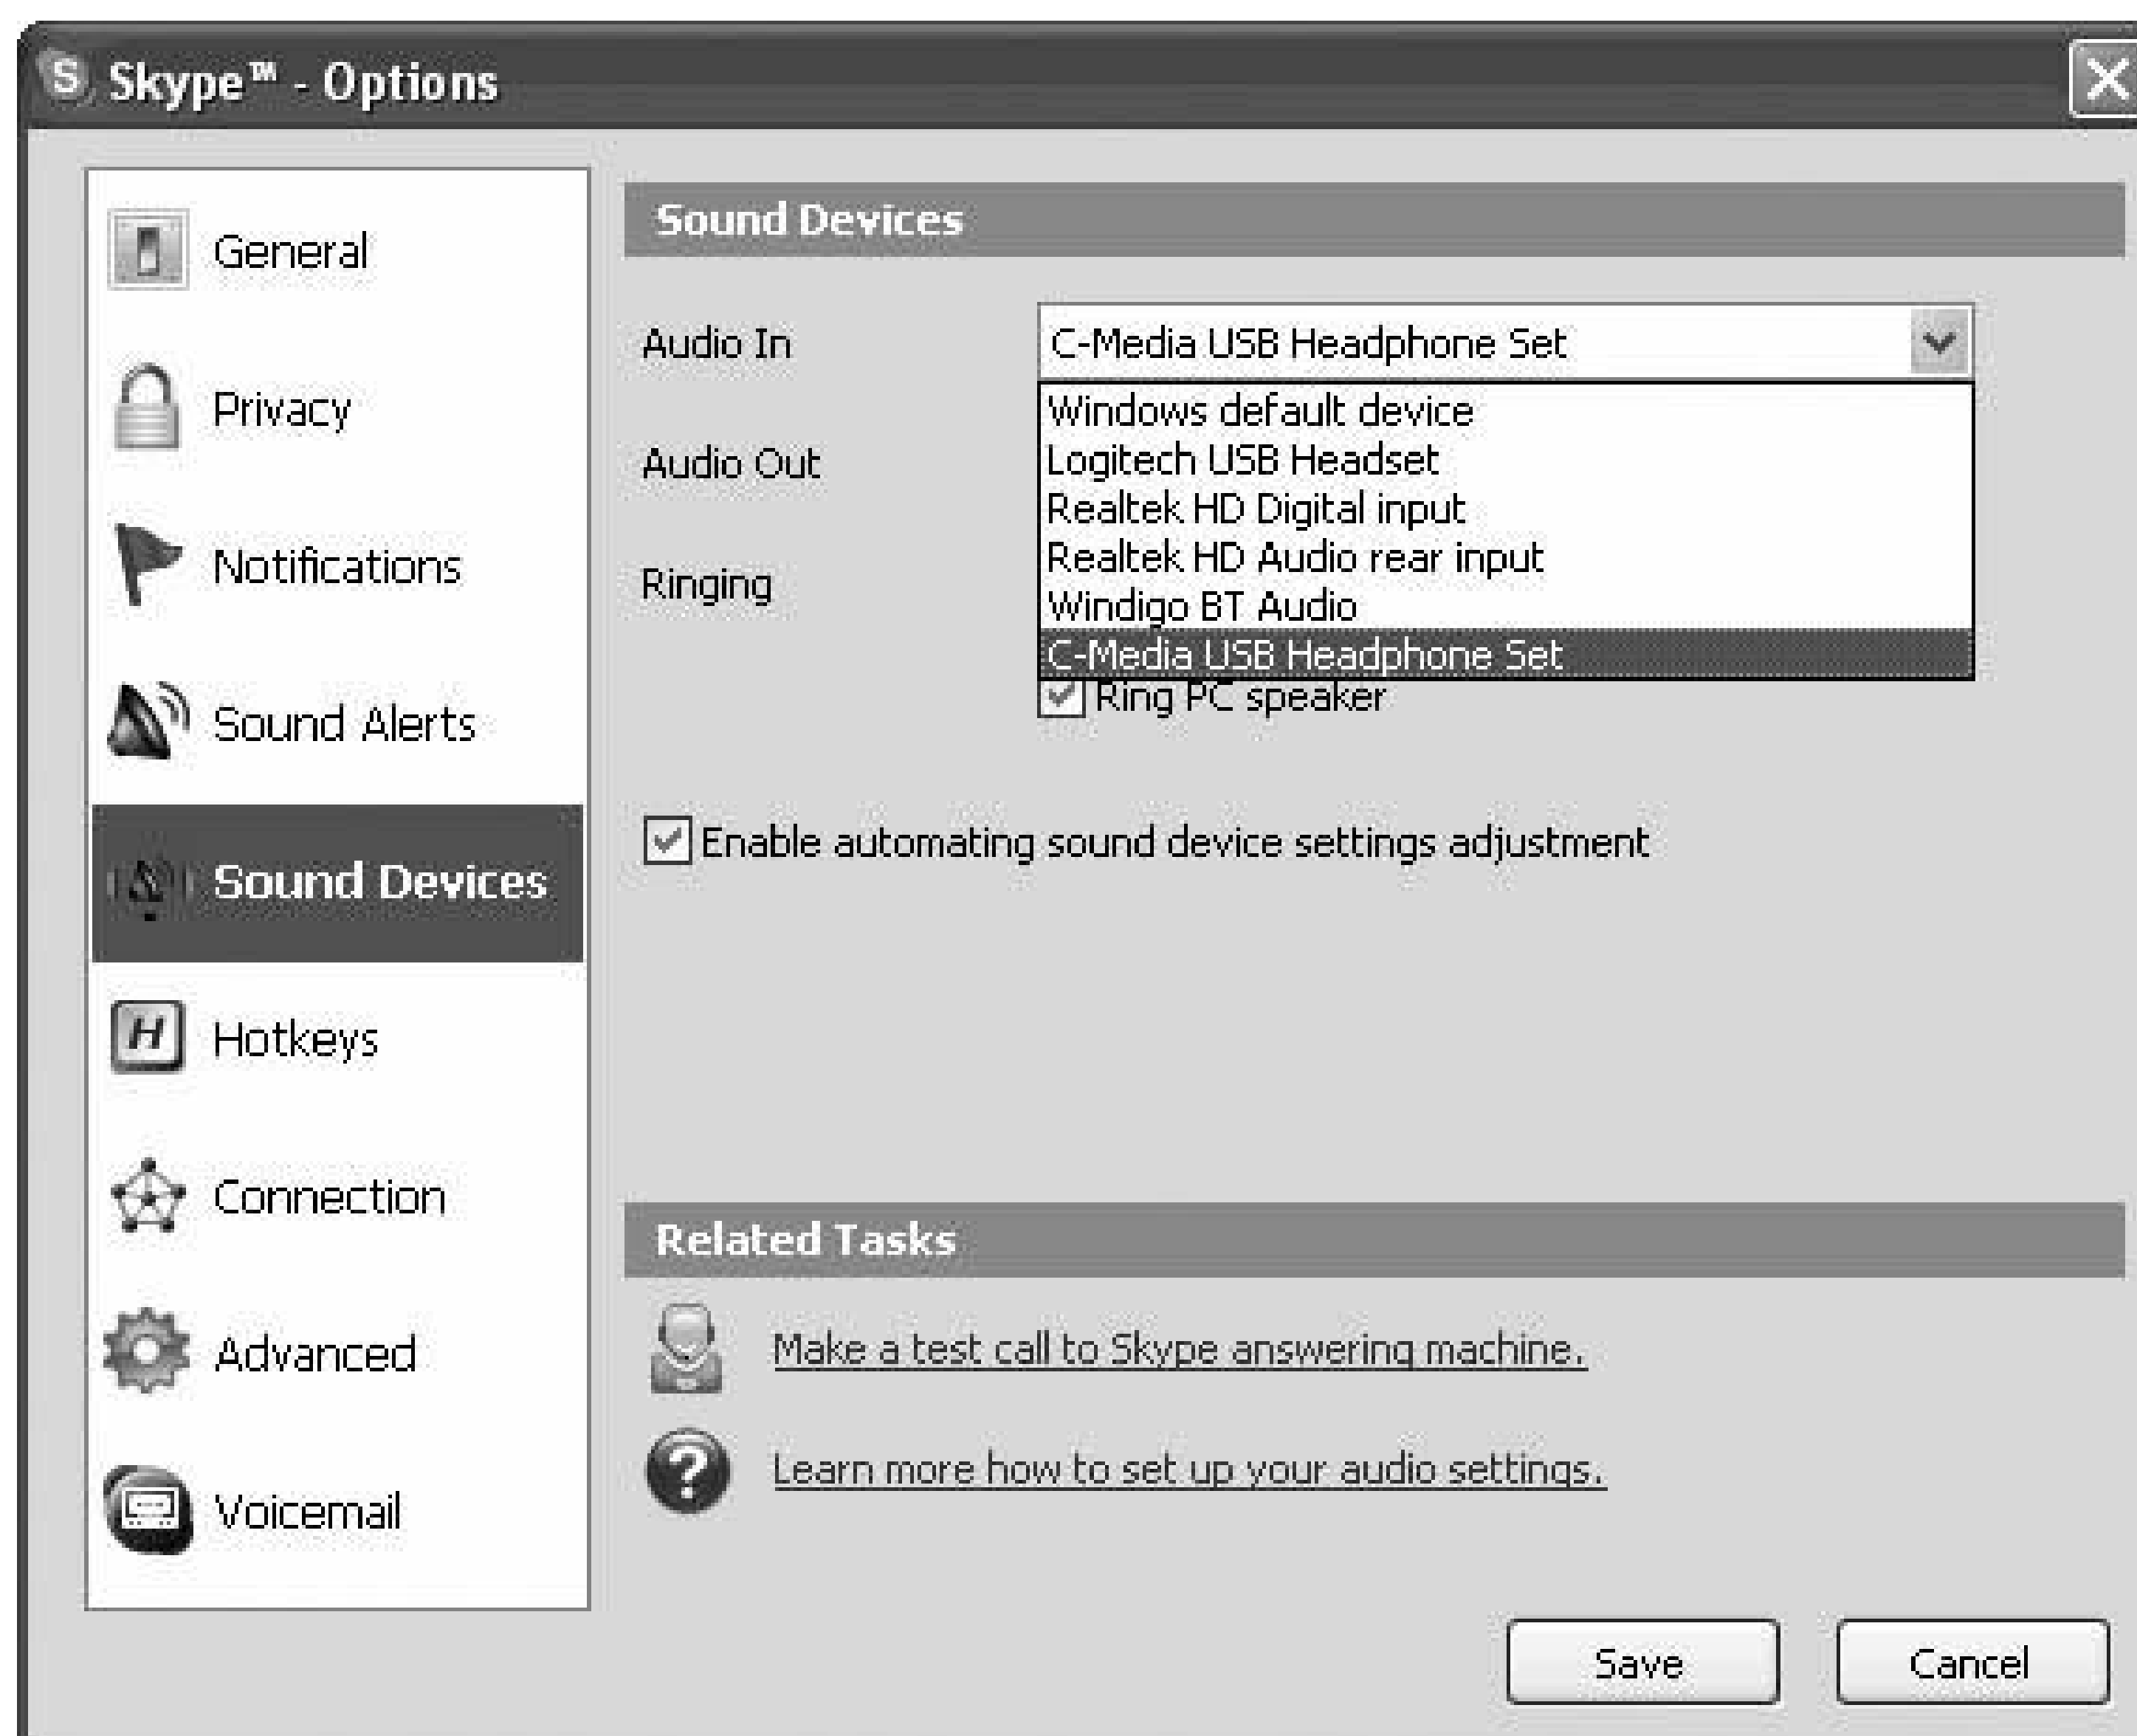 S Skype™ - Options
General
Privacy
Notifications
Sound Alerts
Sound Devices
H Hotkeys
Connection
Advanced
Voicemail
Sound Devices
Audio In C-Media USB Headphone Set
Windows default device
Audio Out
Logitech USB Headset
Realtek HD Digital input
Realtek HD Audio rear input
Ringing
Windigo BT Audio
C-Media USB Headphone Set
Ring PC speaker
Enable automating sound device settings adjustment
Related Tasks
Make a test call to Skype answering machine.
? Learn more how to set up your audio settings.
Save Cancel